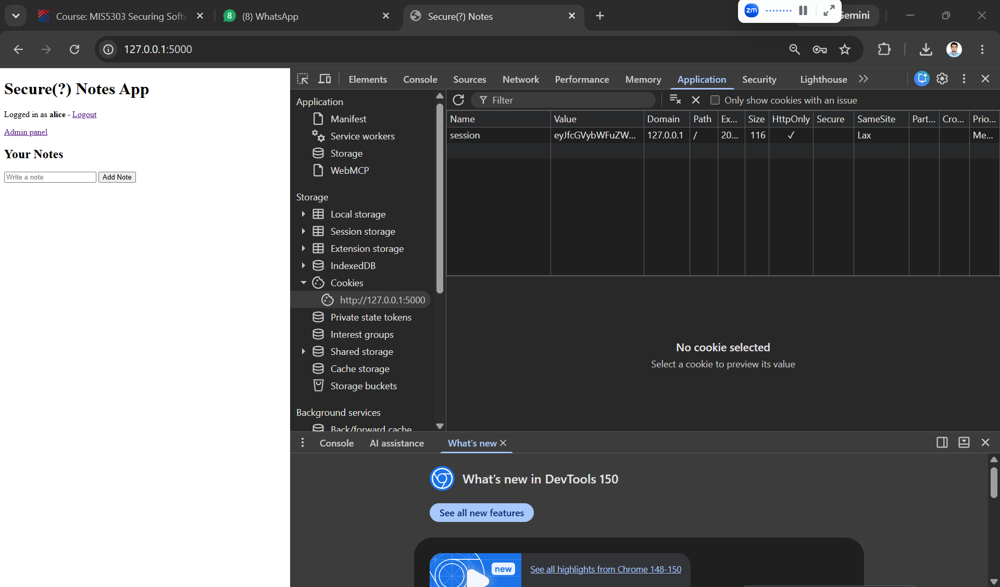 Course: MIS5303 Securing Softw
8 (8) WhatsApp
Secure(?) Notes
zm
Gemini
127.0.0.1:5000
Secure(?) Notes App
Logged in as alice - Logout
Admin panel
Your Notes
Write a note Add Note
Elements Console Sources Network Performance Memory Application Security Lighthouse
Application
Manifest
Service workers
Storage
WebMCP
Storage
Local storage
Session storage
Extension storage
IndexedDB
Cookies
http://127.0.0.1:5000
Private state tokens
Interest groups
Shared storage
Cache storage
Storage buckets
Background services
Back/forward cache
Filter Only show cookies with an issue
Name Value Domain Path Ex... Size HttpOnly Secure SameSite Part... Cro... Prio...
session eyJfcGVybWFuZW... 127.0.0.1 / 20... 116 ✓ Lax Me...
No cookie selected
Select a cookie to preview its value
Console AI assistance What's new
What's new in DevTools 150
See all new features
new
See all highlights from Chrome 148-150